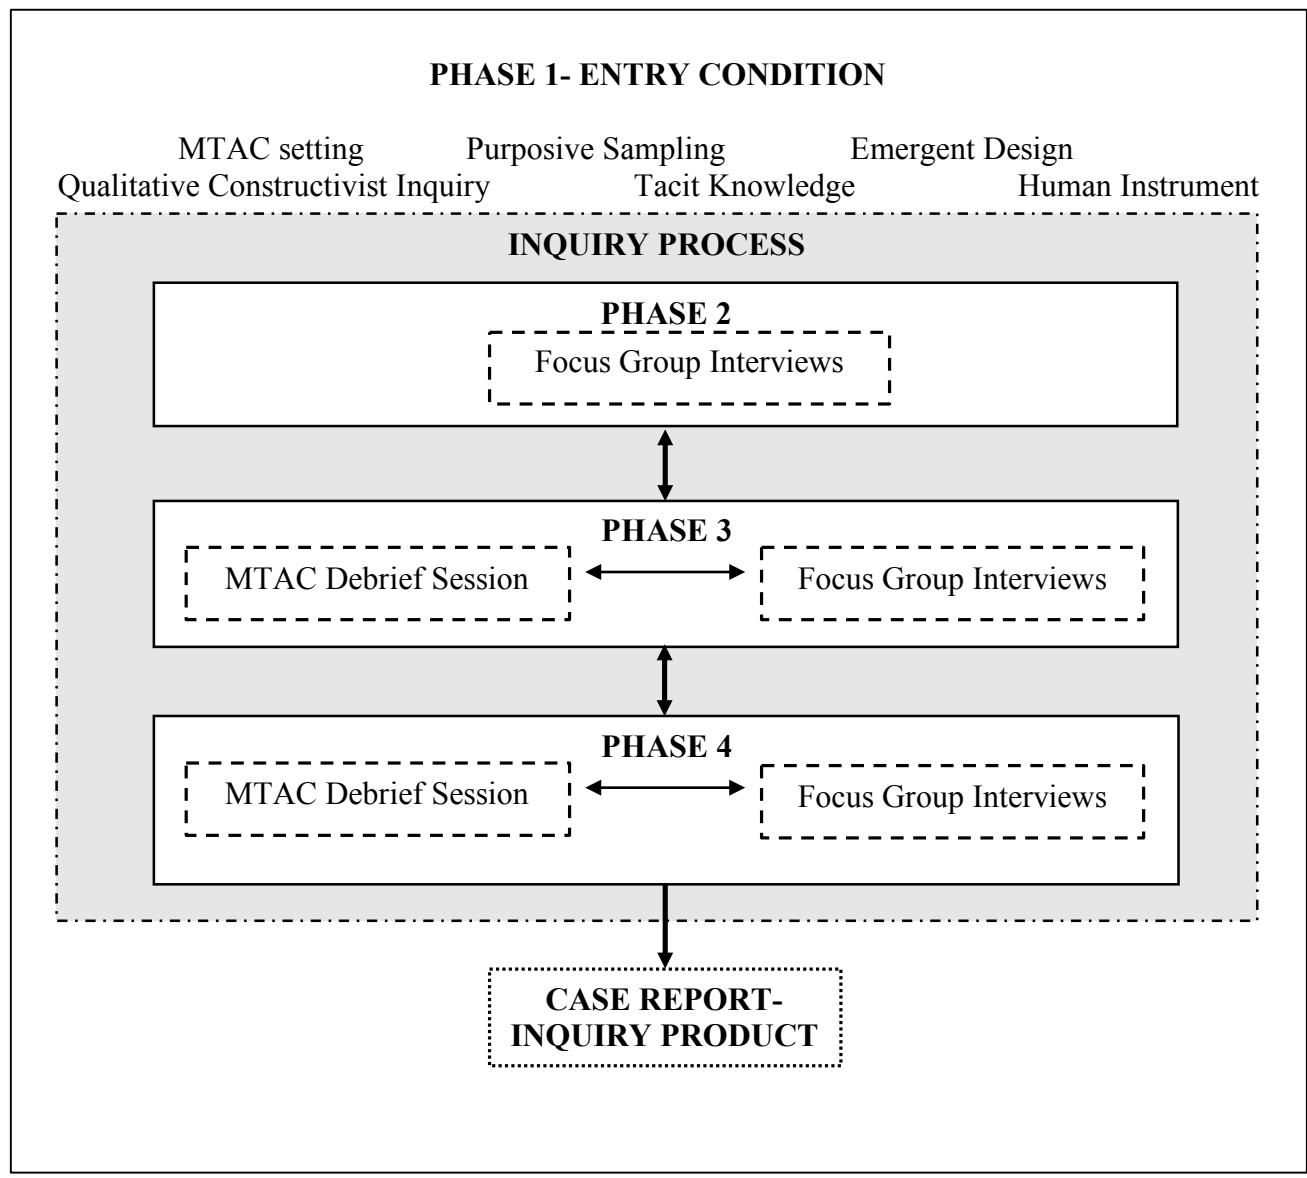 PHASE 1- ENTRY CONDITION
MTAC setting Purposive Sampling Emergent Design
Qualitative Constructivist Inquiry Tacit Knowledge Human Instrument
INQUIRY PROCESS
PHASE 2
Focus Group Interviews
PHASE 3
MTAC Debrief Session Focus Group Interviews
PHASE 4
MTAC Debrief Session Focus Group Interviews
CASE REPORT-
INQUIRY PRODUCT